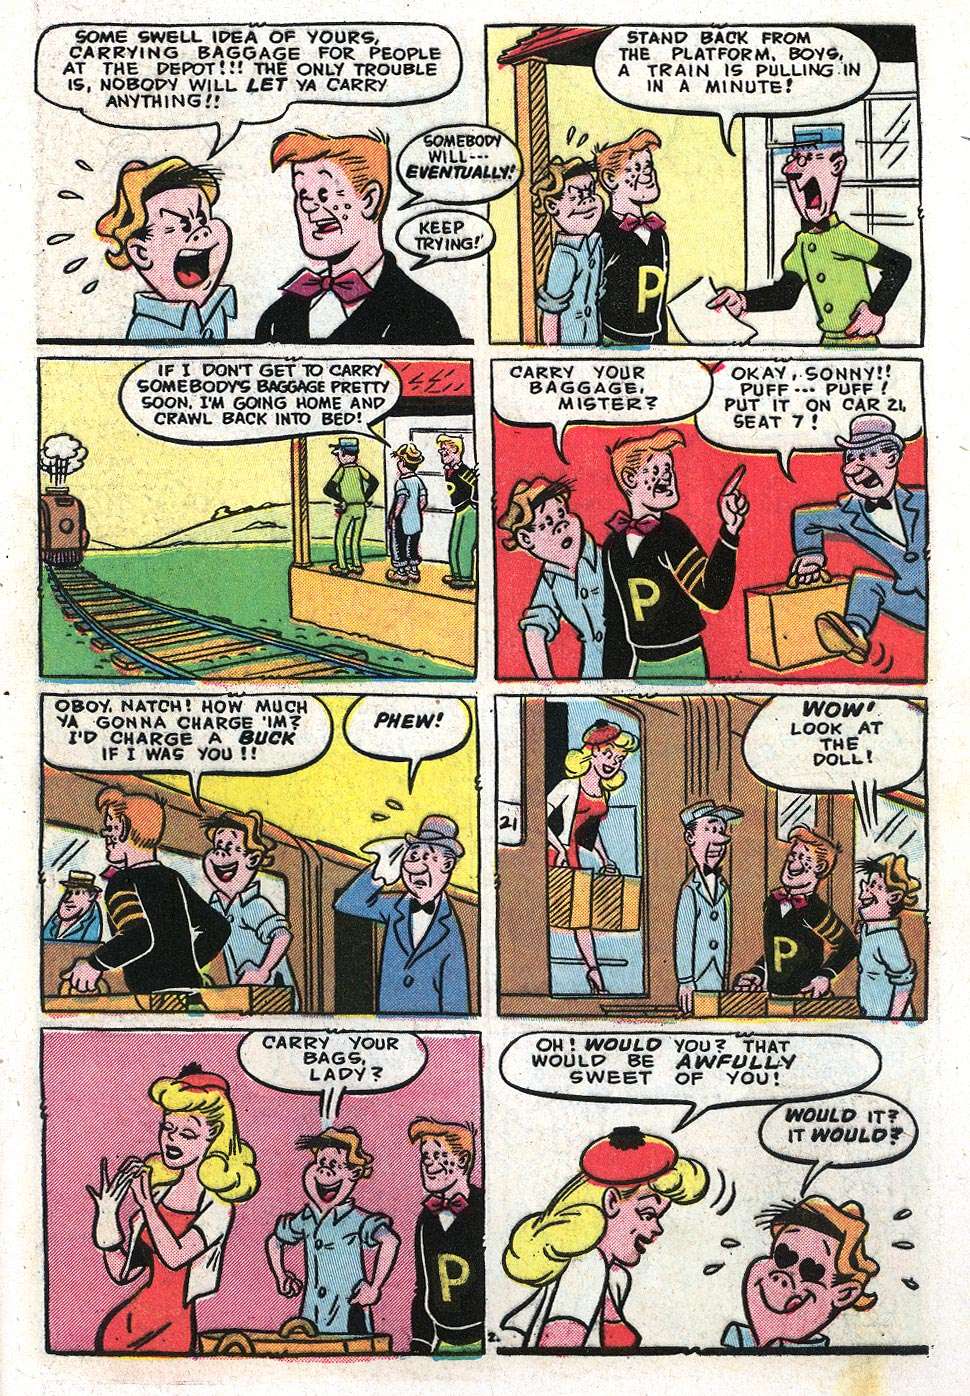 SOME SWELL IDEA OF YOURS,
CARRYING BAGGAGE FOR PEOPLE
AT THE DEPOT!!! THE ONLY TROUBLE
IS, NOBODY WILL LET YA CARRY
ANYTHING!!
SOMEBODY
WILL---
EVENTUALLY!
KEEP
TRYING!
STAND BACK FROM
THE PLATFORM, BOYS,
A TRAIN IS PULLING IN
IN A MINUTE!
P
IF I DON'T GET TO CARRY
SOMEBODY'S BAGGAGE PRETTY
SOON, I'M GOING HOME AND
CRAWL BACK INTO BED!
P
CARRY YOUR
BAGGAGE,
MISTER?
OKAY, SONNY!!
PUFF--- PUFF!
PUT IT ON CAR 21,
SEAT 7!
P
OBOY, NATCH! HOW MUCH
YA GONNA CHARGE 'IM?
I'D CHARGE A BUCK
IF I WAS YOU!!
PHEW!
WOW!
LOOK AT
THE
DOLL!
21
P
CARRY YOUR
BAGS,
LADY?
P
OH! WOULD YOU? THAT
WOULD BE AWFULLY
SWEET OF YOU!
WOULD IT?
IT WOULD?
2.